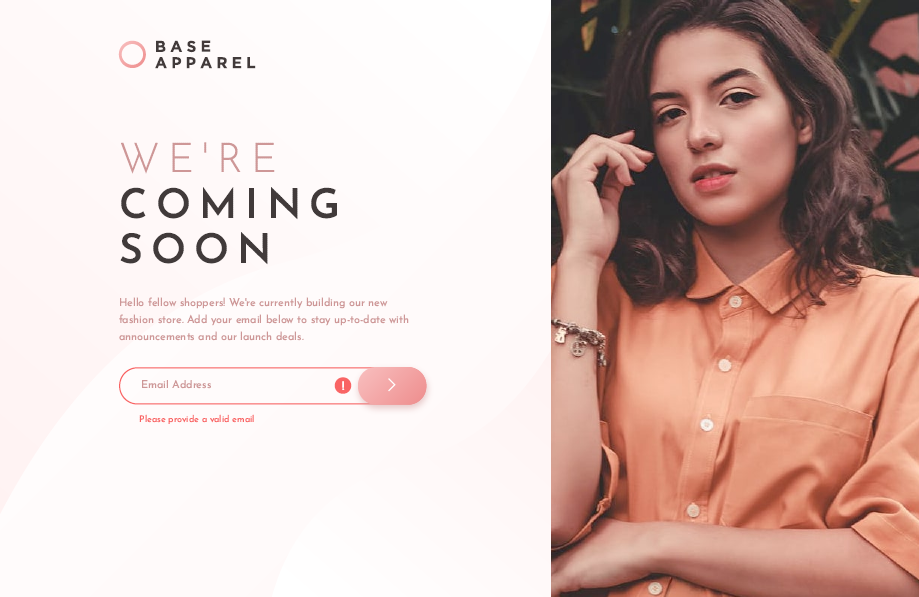 BASE
APPAREL
WE'RE
COMING
SOON
Hello fellow shoppers! We're currently building our new
fashion store. Add your email below to stay up-to-date with
announcements and our launch deals.
Email Address
Please provide a valid email